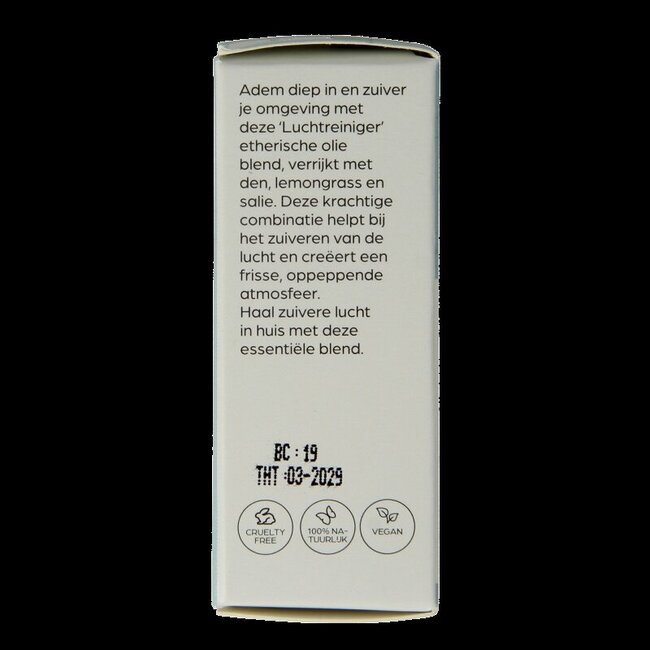 Adem diep in en zuiver
je omgeving met
deze ‘Luchtreiniger’
etherische olie
blend, verrijkt met
den, lemongrass en
salie. Deze krachtige
combinatie helpt bij
het zuiveren van de
lucht en creëert een
frisse, oppeppende
atmosfeer.
Haal zuivere lucht
in huis met deze
essentiële blend.
BC : 19
THT :03-2029
CRUELTY
FREE
100% NA-
TUURLIJK
VEGAN